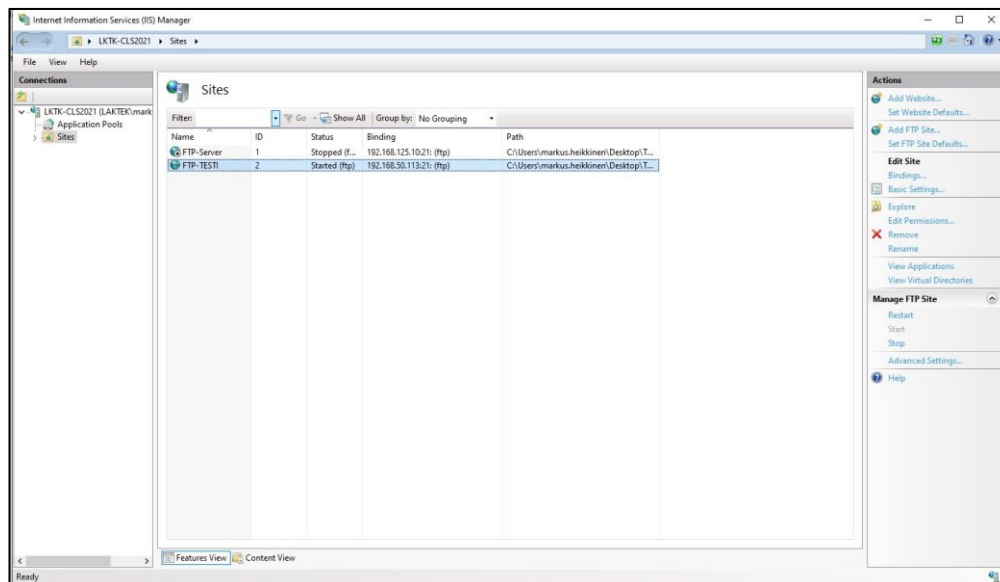 Internet Information Services (IIS) Manager
LKTK-CLS2021 Sites
File View Help
Connections
LKTK-CLS2021 (LAKTEK\mark
Application Pools
Sites
Sites
Filter: Go Show All Group by: No Grouping
Name ID Status Binding Path
FTP-Server 1 Stopped (f... 192.168.125.10:21: (ftp) C:\Users\markus.heikkinen\Desktop\T...
FTP-TESTI 2 Started (ftp) 192.168.50.113:21: (ftp) C:\Users\markus.heikkinen\Desktop\T...
Features View Content View
Actions
Add Website...
Set Website Defaults...
Add FTP Site...
Set FTP Site Defaults...
Edit Site
Bindings...
Basic Settings...
Explore
Edit Permissions...
Remove
Rename
View Applications
View Virtual Directories
Manage FTP Site
Restart
Start
Stop
Advanced Settings...
Help
Ready